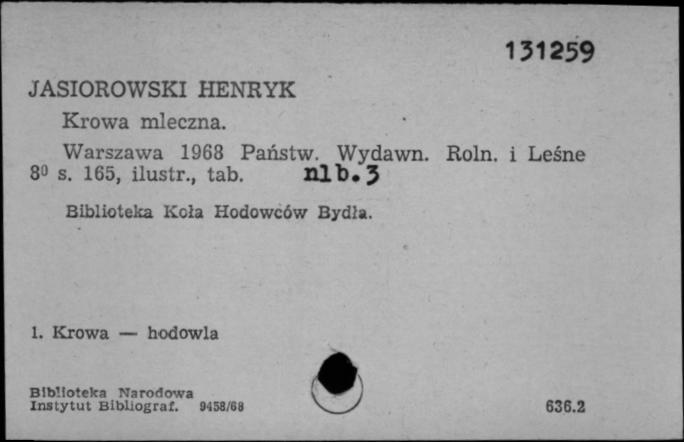 131259
JASIOROWSKI HENRYK
Krowa mleczna.
Warszawa 1968 Państw. Wydawn. Roln. i Leśne
8⁰ s. 165, ilustr., tab. nlb. 3
Biblioteka Koła Hodowców Bydła.
1. Krowa — hodowla
Biblioteka Narodowa
Instytut Bibliograf. 9458/68
636.2